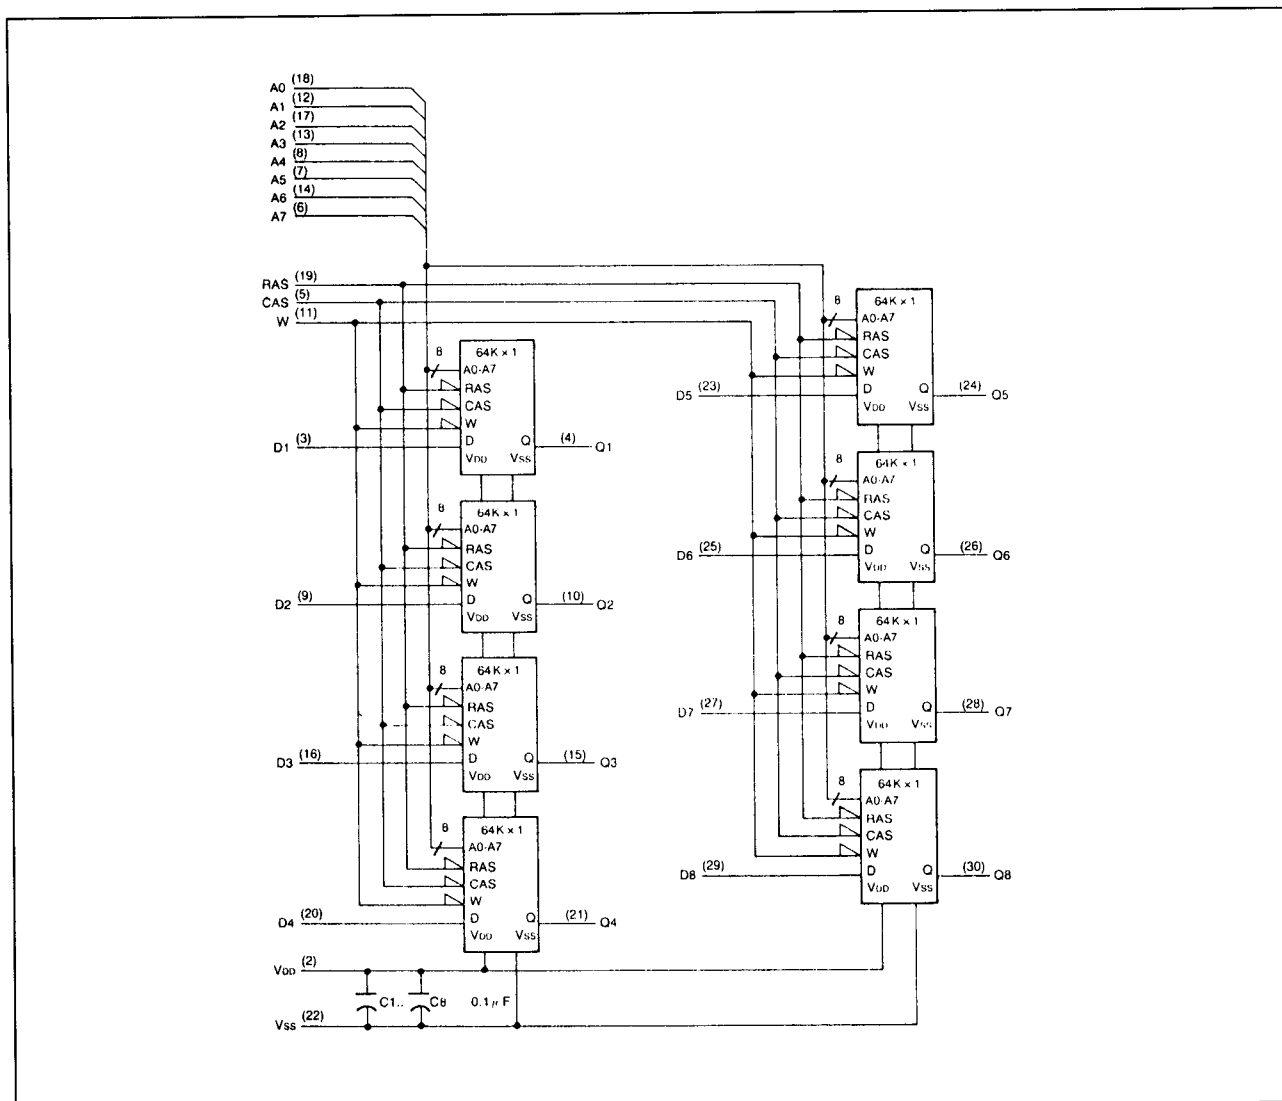 A0 (18)
A1 (12)
A2 (17)
A3 (13)
A4 (8)
A5 (7)
A6 (14)
A7 (6)
RAS (19)
CAS (5)
W (11)
8 64K × 1
A0-A7
RAS
CAS
W
D1 (3) D Q (4) Q1
VDD VSS
8 64K × 1
A0-A7
RAS
CAS
W
D2 (9) D Q (10) Q2
VDD VSS
8 64K × 1
A0-A7
RAS
CAS
W
D3 (16) D Q (15) Q3
VDD VSS
8 64K × 1
A0-A7
RAS
CAS
W
D4 (20) D Q (21) Q4
VDD VSS
8 64K × 1
A0-A7
RAS
CAS
W
D5 (23) D Q (24) Q5
VDD VSS
8 64K × 1
A0-A7
RAS
CAS
W
D6 (25) D Q (26) Q6
VDD VSS
8 64K × 1
A0-A7
RAS
CAS
W
D7 (27) D Q (28) Q7
VDD VSS
8 64K × 1
A0-A7
RAS
CAS
W
D8 (29) D Q (30) Q8
VDD VSS
VDD (2)
C1.. C8 0.1 µF
VSS (22)